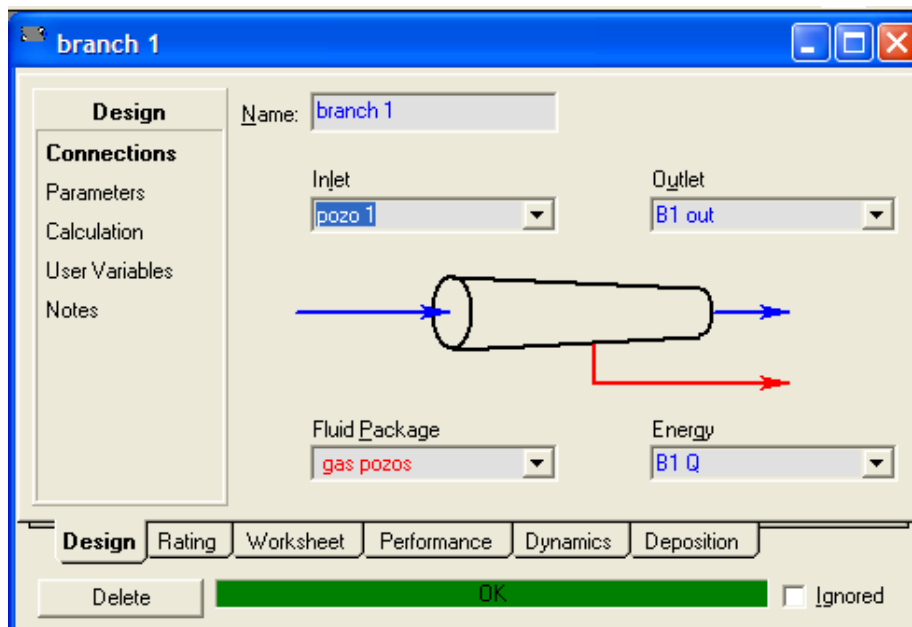 branch 1
Design
Connections
Parameters
Calculation
User Variables
Notes
Name: branch 1
Inlet
pozo 1
Outlet
B1 out
Fluid Package
gas pozos
Energy
B1 Q
Design Rating Worksheet Performance Dynamics Deposition
Delete OK Ignored